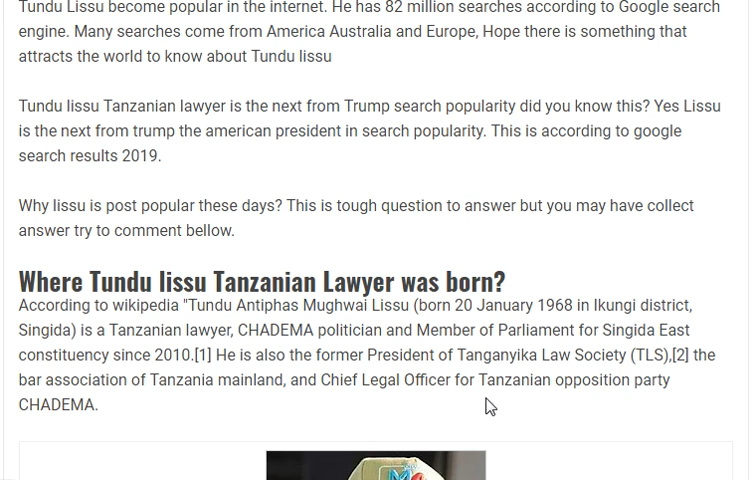 Tundu Lissu become popular in the internet. He has 82 million searches according to Google search
engine. Many searches come from America Australia and Europe, Hope there is something that
attracts the world to know about Tundu lissu
Tundu lissu Tanzanian lawyer is the next from Trump search popularity did you know this? Yes Lissu
is the next from trump the american president in search popularity. This is according to google
search results 2019.
Why lissu is post popular these days? This is tough question to answer but you may have collect
answer try to comment bellow.
Where Tundu lissu Tanzanian Lawyer was born?
According to wikipedia "Tundu Antiphas Mughwai Lissu (born 20 January 1968 in Ikungi district,
Singida) is a Tanzanian lawyer, CHADEMA politician and Member of Parliament for Singida East
constituency since 2010.[1] He is also the former President of Tanganyika Law Society (TLS),[2] the
bar association of Tanzania mainland, and Chief Legal Officer for Tanzanian opposition party
CHADEMA.